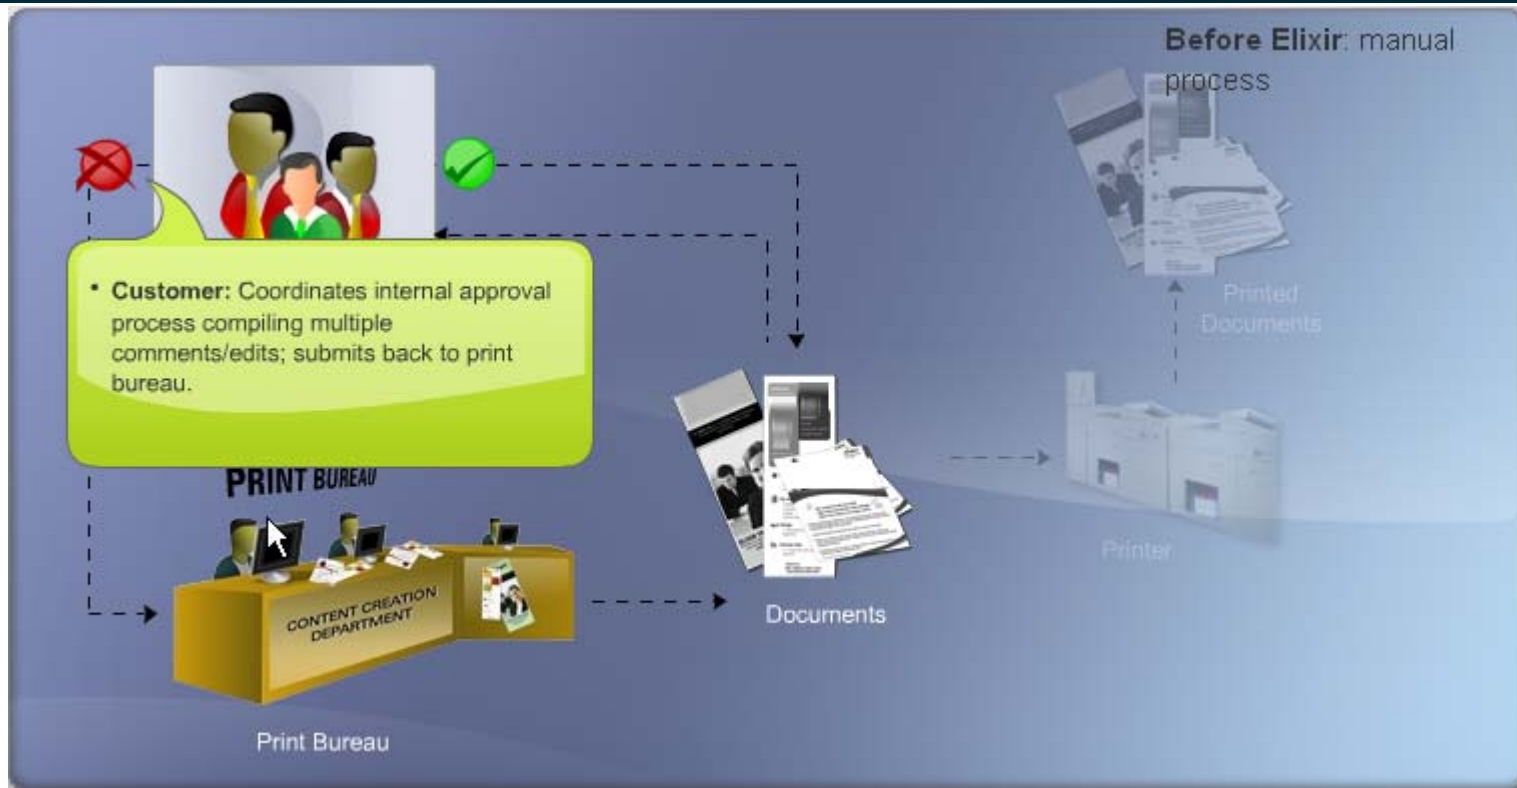 Before Elixir: manual
process
• Customer: Coordinates internal approval
process compiling multiple
comments/edits; submits back to print
bureau.
Printed
Documents
PRINT BUREAU
Printer
CONTENT CREATION
DEPARTMENT
Documents
Print Bureau